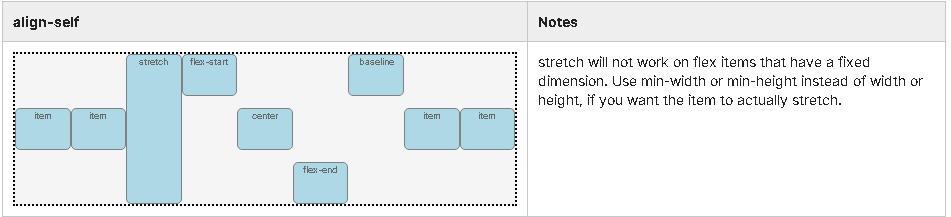 align-self
Notes
stretch
flex-start
baseline
item
item
center
item
item
flex-end
stretch will not work on flex items that have a fixed
dimension. Use min-width or min-height instead of width or
height, if you want the item to actually stretch.